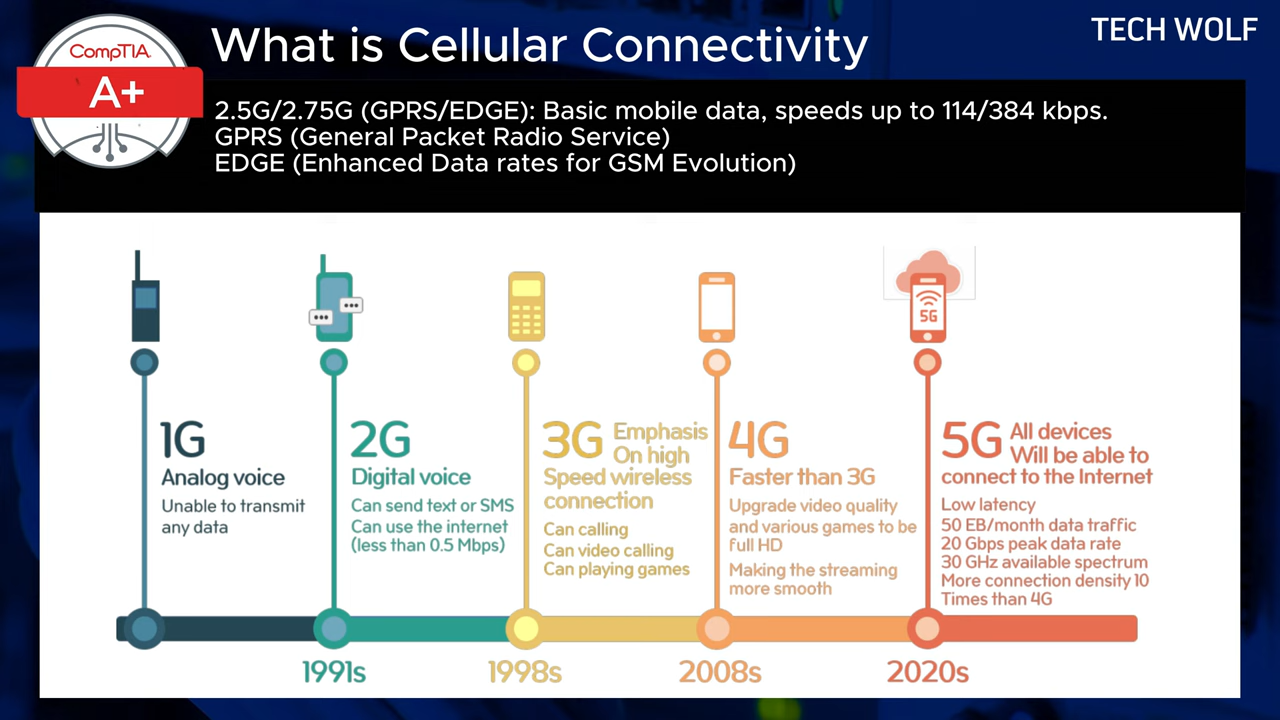 CompTIA.
A+
What is Cellular Connectivity
TECH WOLF
2.5G/2.75G (GPRS/EDGE): Basic mobile data, speeds up to 114/384 kbps.
GPRS (General Packet Radio Service)
EDGE (Enhanced Data rates for GSM Evolution)
5G
1G
Analog voice
Unable to transmit
any data
2G
Digital voice
Can send text or SMS
Can use the internet
(less than 0.5 Mbps)
3G Emphasis
On high
Speed wireless
connection
Can calling
Can video calling
Can playing games
4G
Faster than 3G
Upgrade video quality
and various games to be
full HD
Making the streaming
more smooth
5G All devices
Will be able to
connect to the Internet
Low latency
50 EB/month data traffic
20 Gbps peak data rate
30 GHz available spectrum
More connection density 10
Times than 4G
1991s
1998s
2008s
2020s